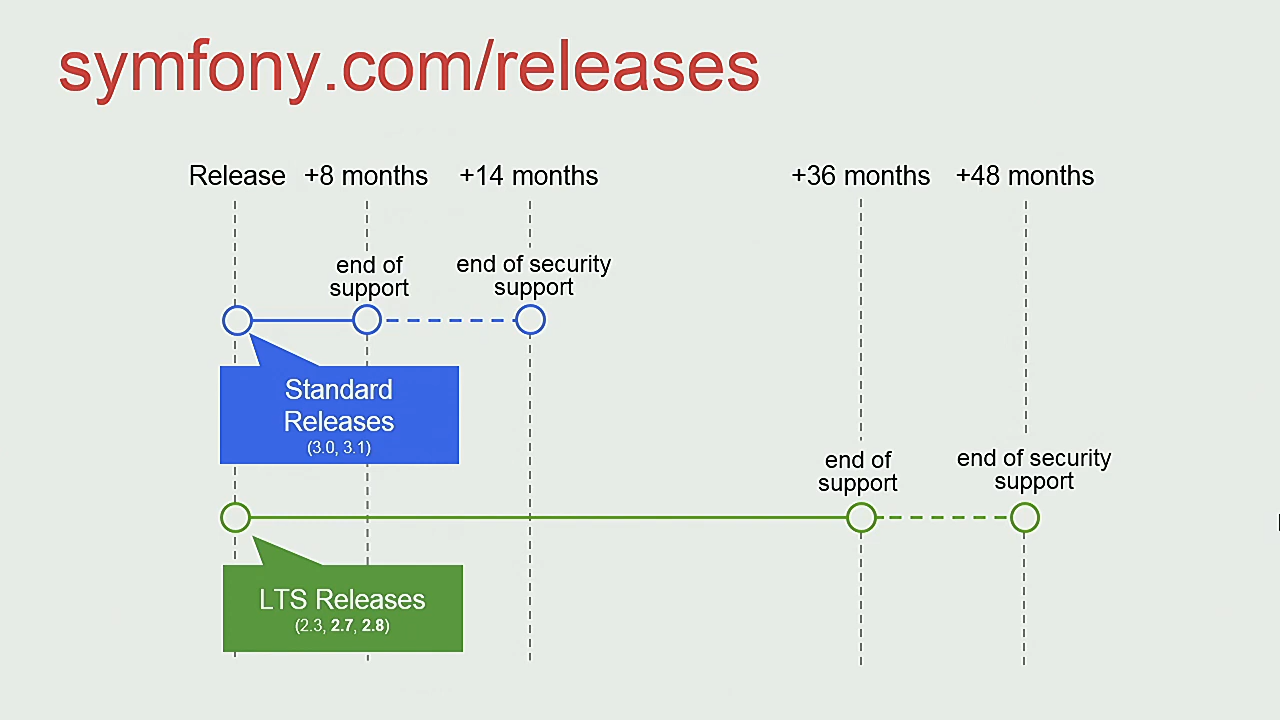 symfony.com/releases
Release
+8 months
+14 months
+36 months
+48 months
end of
support
end of security
support
Standard
Releases
(3.0, 3.1)
end of
support
end of security
support
LTS Releases
(2.3, 2.7, 2.8)